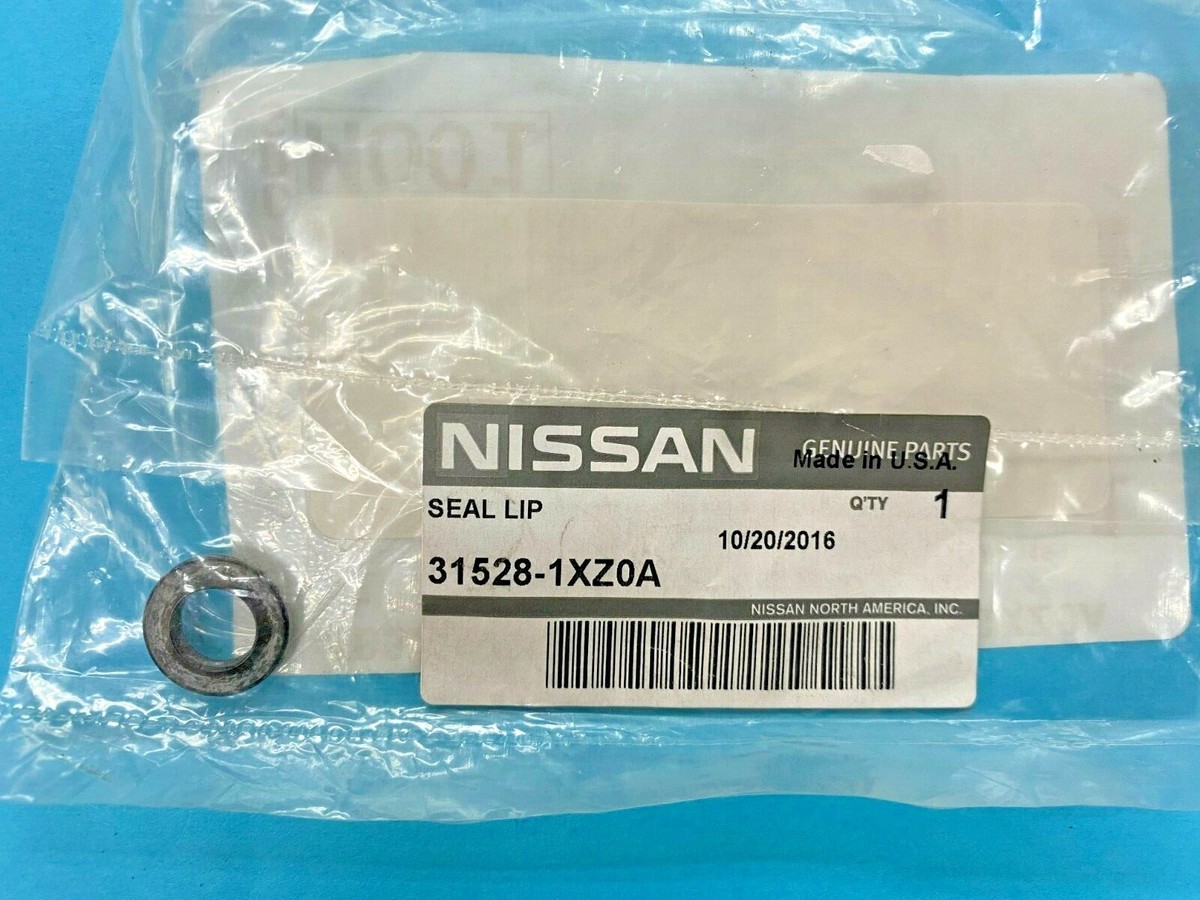 NISSAN GENUINE PARTS
Made in U.S.A.
SEAL LIP Q'TY 1
10/20/2016
31528-1XZ0A
NISSAN NORTH AMERICA, INC.